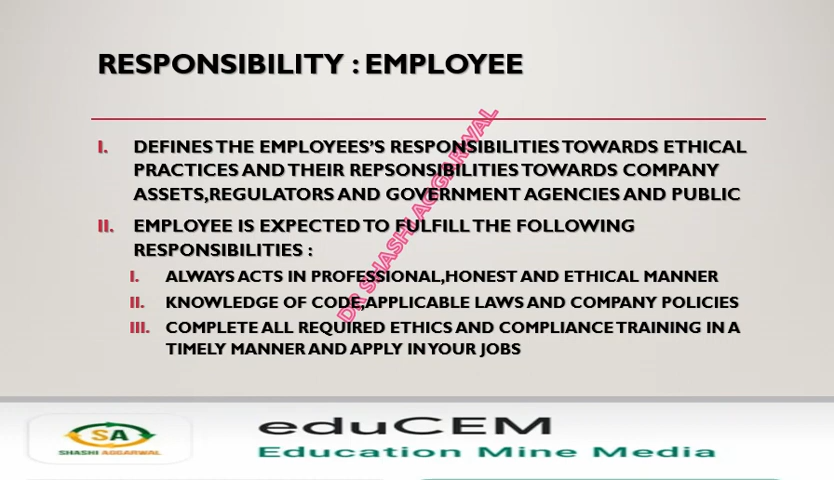 RESPONSIBILITY : EMPLOYEE
I. DEFINES THE EMPLOYEES'S RESPONSIBILITIES TOWARDS ETHICAL
PRACTICES AND THEIR REPSONSIBILITIES TOWARDS COMPANY
ASSETS,REGULATORS AND GOVERNMENT AGENCIES AND PUBLIC
II. EMPLOYEE IS EXPECTED TO FULFILL THE FOLLOWING
RESPONSIBILITIES :
I. ALWAYS ACTS IN PROFESSIONAL,HONEST AND ETHICAL MANNER
II. KNOWLEDGE OF CODE,APPLICABLE LAWS AND COMPANY POLICIES
III. COMPLETE ALL REQUIRED ETHICS AND COMPLIANCE TRAINING IN A
TIMELY MANNER AND APPLY IN YOUR JOBS
DR SHASHI AGGARWAL
SA
SHASHI AGGARWAL
eduCEM
Education Mine Media